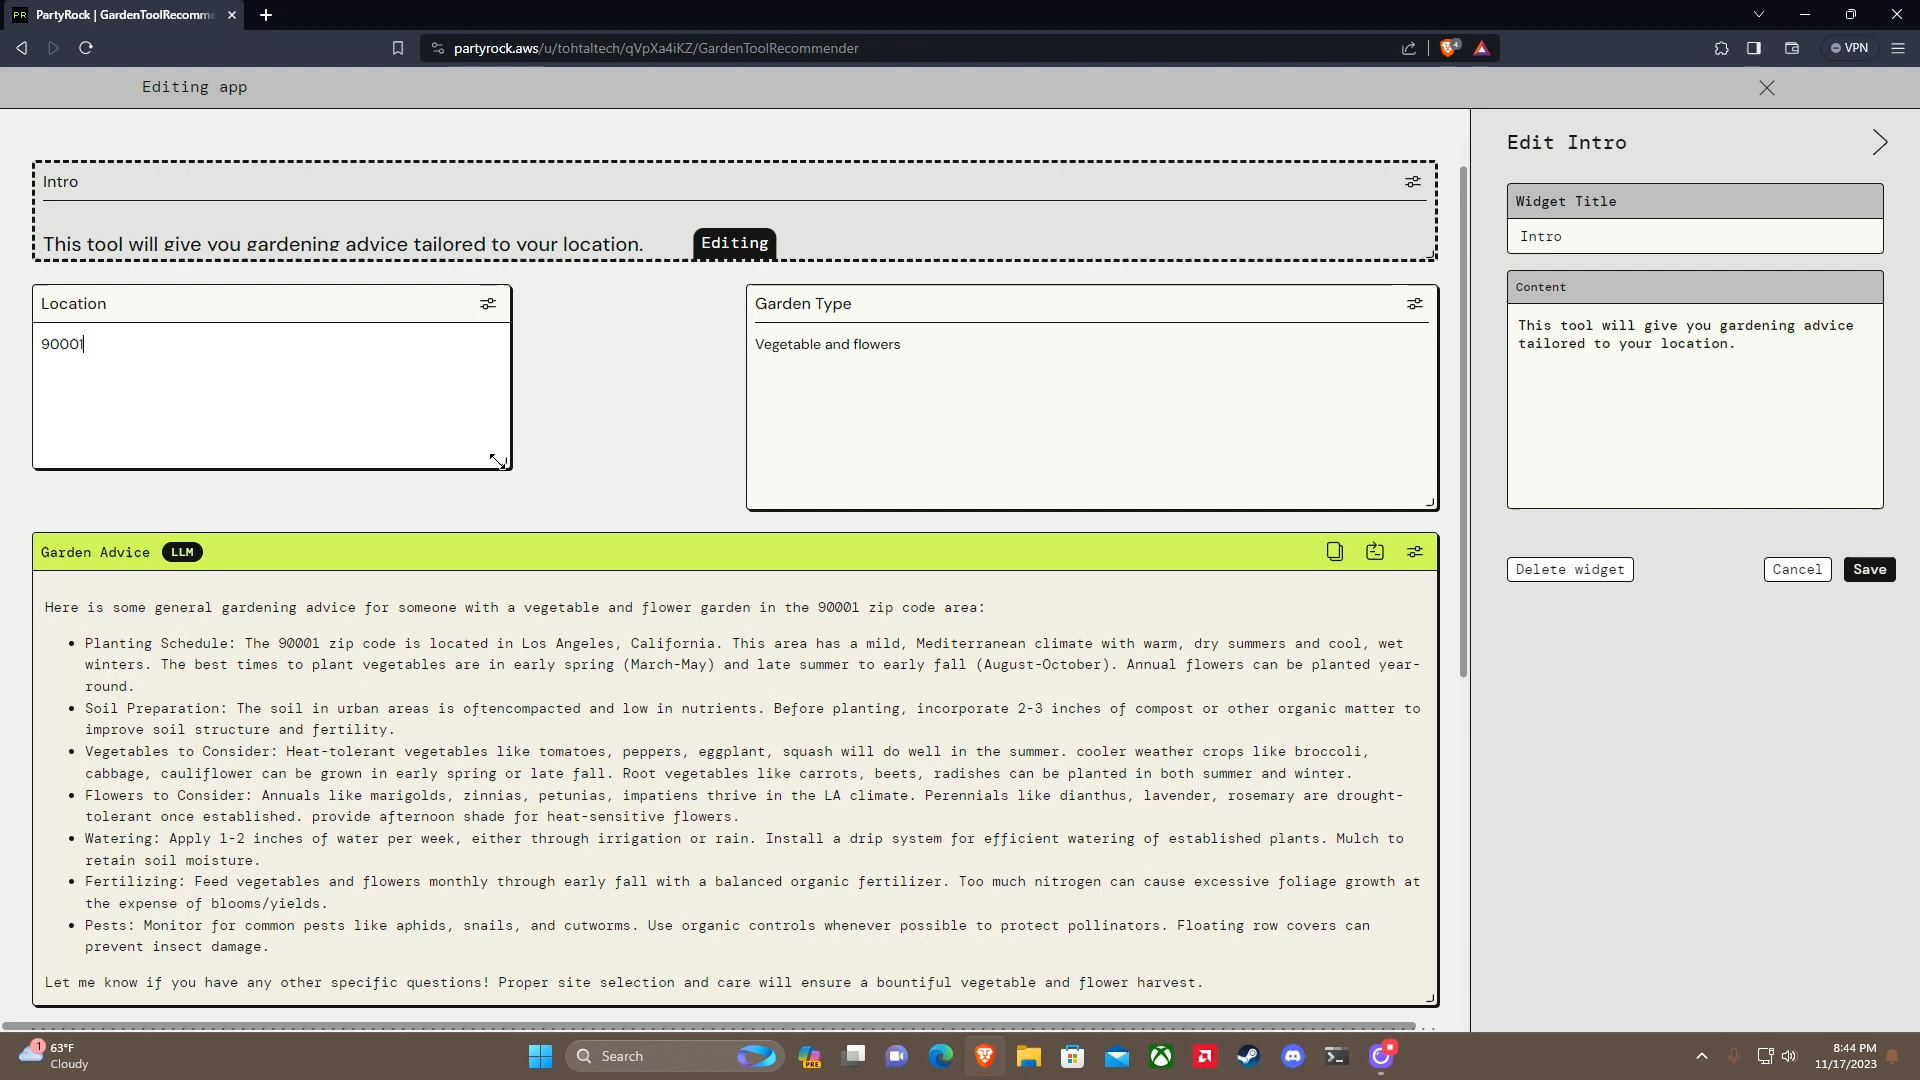 PR PartyRock | GardenToolRecomme
partyrock.aws/u/tohtaltech/qVpXa4iKZ/GardenToolRecommender
4
VPN
Editing app
Intro
This tool will give you gardening advice tailored to your location.
Editing
Location
90001
Garden Type
Vegetable and flowers
Garden Advice LLM
Here is some general gardening advice for someone with a vegetable and flower garden in the 90001 zip code area:
• Planting Schedule: The 90001 zip code is located in Los Angeles, California. This area has a mild, Mediterranean climate with warm, dry summers and cool, wet
winters. The best times to plant vegetables are in early spring (March-May) and late summer to early fall (August-October). Annual flowers can be planted year-
round.
• Soil Preparation: The soil in urban areas is oftencompacted and low in nutrients. Before planting, incorporate 2-3 inches of compost or other organic matter to
improve soil structure and fertility.
• Vegetables to Consider: Heat-tolerant vegetables like tomatoes, peppers, eggplant, squash will do well in the summer. cooler weather crops like broccoli,
cabbage, cauliflower can be grown in early spring or late fall. Root vegetables like carrots, beets, radishes can be planted in both summer and winter.
• Flowers to Consider: Annuals like marigolds, zinnias, petunias, impatiens thrive in the LA climate. Perennials like dianthus, lavender, rosemary are drought-
tolerant once established. provide afternoon shade for heat-sensitive flowers.
• Watering: Apply 1-2 inches of water per week, either through irrigation or rain. Install a drip system for efficient watering of established plants. Mulch to
retain soil moisture.
• Fertilizing: Feed vegetables and flowers monthly through early fall with a balanced organic fertilizer. Too much nitrogen can cause excessive foliage growth at
the expense of blooms/yields.
• Pests: Monitor for common pests like aphids, snails, and cutworms. Use organic controls whenever possible to protect pollinators. Floating row covers can
prevent insect damage.
Let me know if you have any other specific questions! Proper site selection and care will ensure a bountiful vegetable and flower harvest.
Edit Intro
Widget Title
Intro
Content
This tool will give you gardening advice
tailored to your location.
Delete widget
Cancel
Save
1
63°F
Cloudy
Search
PRE
8:44 PM
11/17/2023